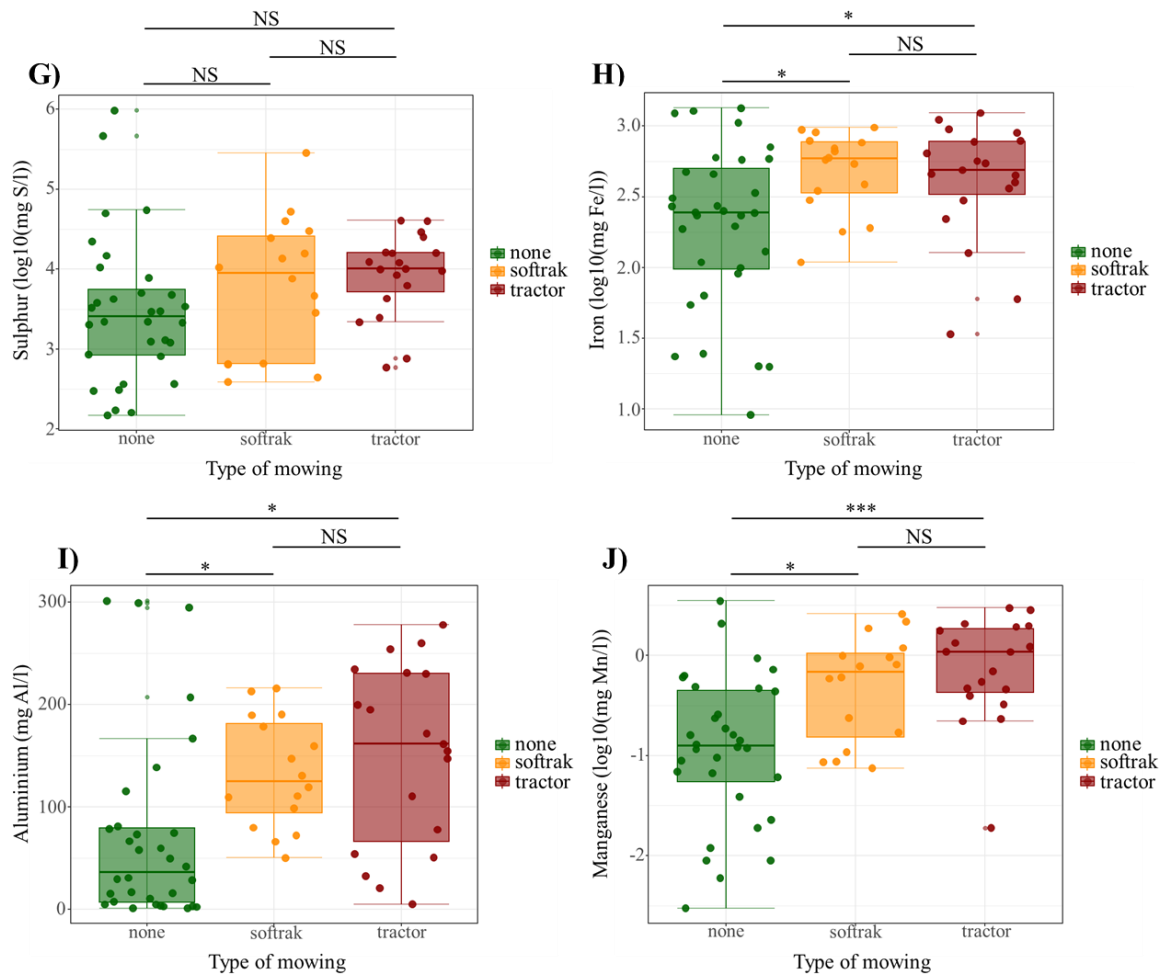 NS
NS
NS
G)
Sulphur (log10(mg S/l))
6
5
4
3
2
none
softrak
tractor
Type of mowing
none
softrak
tractor
*
NS
*
H)
Iron (log10(mg Fe/l))
3.0
2.5
2.0
1.5
1.0
none
softrak
tractor
Type of mowing
none
softrak
tractor
*
NS
*
I)
Aluminium (mg Al/l)
300
200
100
0
none
softrak
tractor
Type of mowing
none
softrak
tractor
***
NS
*
J)
Manganese (log10(mg Mn/l))
0
-1
-2
none
softrak
tractor
Type of mowing
none
softrak
tractor